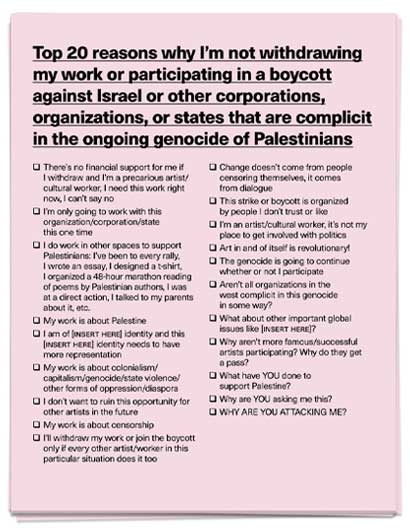 Top 20 reasons why I'm not withdrawing
my work or participating in a boycott
against Israel or other corporations,
organizations, or states that are complicit
in the ongoing genocide of Palestinians
There's no financial support for me if
I withdraw and I'm a precarious artist/
cultural worker, I need this work right
now, I can't say no
I'm only going to work with this
organization/corporation/state
this one time
I do work in other spaces to support
Palestinians: I've been to every rally,
I wrote an essay, I designed a t-shirt,
I organized a 48-hour marathon reading
of poems by Palestinian authors, I was
at a direct action, I talked to my parents
about it, etc.
My work is about Palestine
I am of [INSERT HERE] identity and this
[INSERT HERE] identity needs to have
more representation
My work is about colonialism/
capitalism/genocide/state violence/
other forms of oppression/diaspora
I don't want to ruin this opportunity for
other artists in the future
My work is about censorship
I'll withdraw my work or join the boycott
only if every other artist/worker in this
particular situation does it too
Change doesn't come from people
censoring themselves, it comes
from dialogue
This strike or boycott is organized
by people I don't trust or like
I'm an artist/cultural worker, it's not my
place to get involved with politics
Art in and of itself is revolutionary!
The genocide is going to continue
whether or not I participate
Aren't all organizations in the
west complicit in this genocide
in some way?
What about other important global
issues like [INSERT HERE]?
Why aren't more famous/successful
artists participating? Why do they get
a pass?
What have YOU done to
support Palestine?
Why are YOU asking me this?
WHY ARE YOU ATTACKING ME?